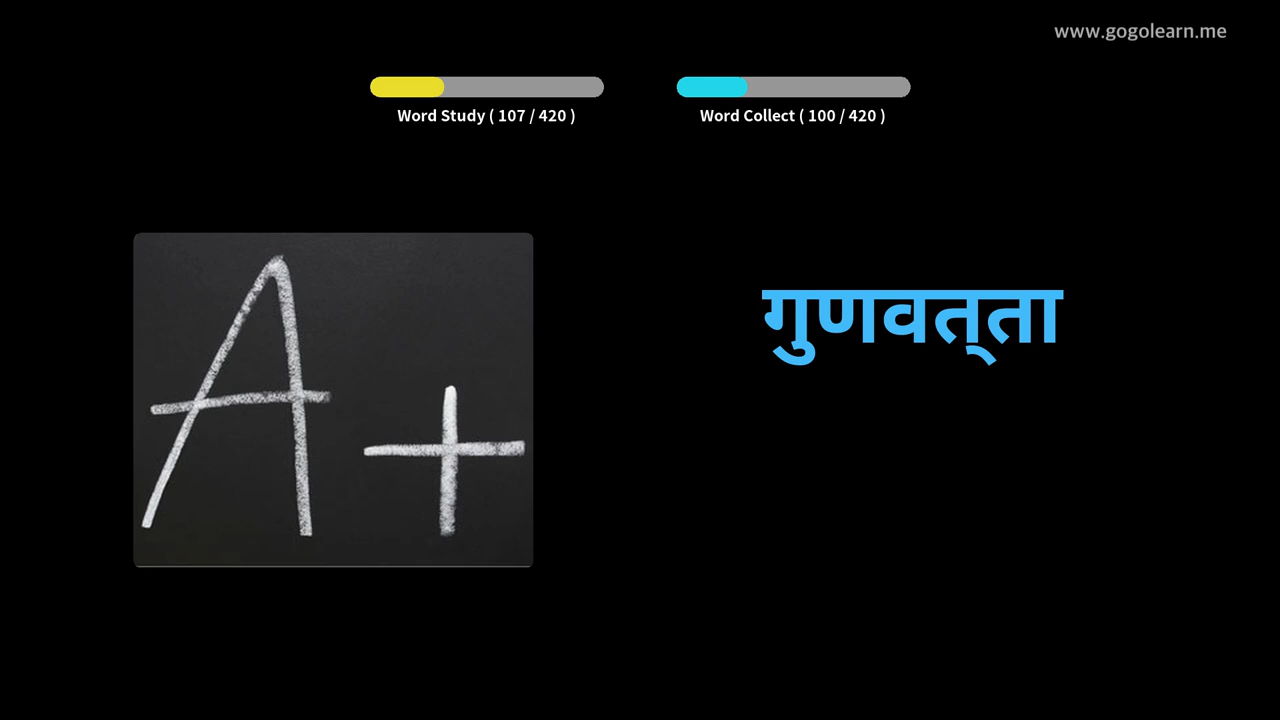 www.gogolearn.me
Word Study ( 107 / 420 )
Word Collect ( 100 / 420 )
A+
गुणवत्‌ता